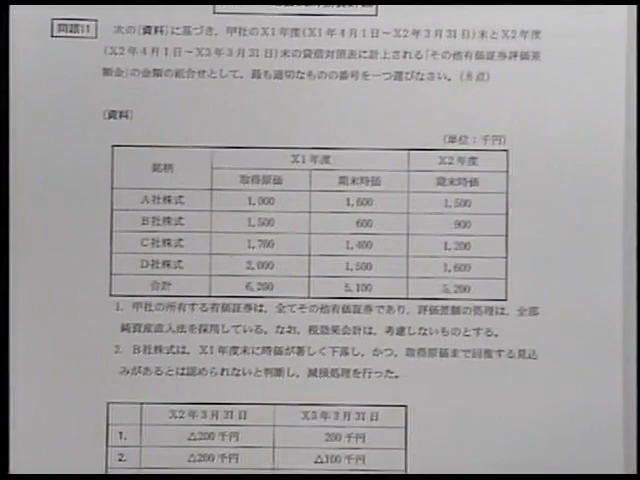 問題11 次の〔資料〕に基づき，甲社のX1年度(X1年4月1日～X2年3月31日)末とX2年度
(X2年4月1日～X3年3月31日)末の貸借対照表に計上される「その他有価証券評価差
額金」の金額の組合せとして，最も適切なものの番号を一つ選びなさい。(8点)
〔資料〕
(単位：千円)
銘柄 X1年度 X2年度
取得原価 期末時価 期末時価
A社株式 1,000 1,600 1,500
B社株式 1,500 600 900
C社株式 1,700 1,400 1,200
D社株式 2,000 1,500 1,600
合計 6,200 5,100 5,200
1．甲社の所有する有価証券は，全てその他有価証券であり，評価差額の処理は，全部
純資産直入法を採用している。なお，税効果会計は，考慮しないものとする。
2．B社株式は，X1年度末に時価が著しく下落し，かつ，取得原価まで回復する見込
みがあるとは認められないと判断し，減損処理を行った。
X2年3月31日 X3年3月31日
1. △200千円 200千円
2. △200千円 △100千円